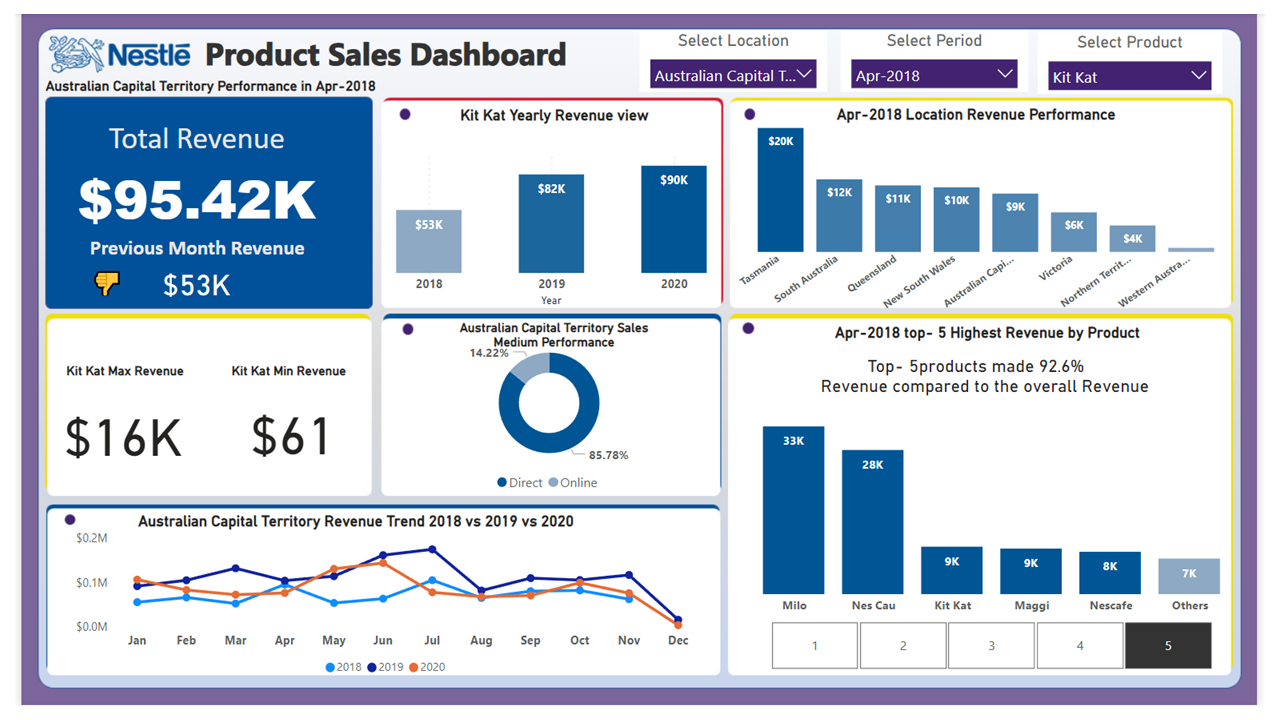 Nestlé Product Sales Dashboard
Australian Capital Territory Performance in Apr-2018
Select Location
Australian Capital T...
Select Period
Apr-2018
Select Product
Kit Kat
Total Revenue
$95.42K
Previous Month Revenue
$53K
Kit Kat Yearly Revenue view
$53K
$82K
$90K
2018
2019
2020
Year
Apr-2018 Location Revenue Performance
$20K
$12K
$11K
$10K
$9K
$6K
$4K
Tasmania
South Australia
Queensland
New South Wales
Australian Capi...
Victoria
Northern Territ...
Western Austra...
Kit Kat Max Revenue
$16K
Kit Kat Min Revenue
$61
Australian Capital Territory Sales
Medium Performance
14.22%
85.78%
Direct
Online
Apr-2018 top- 5 Highest Revenue by Product
Top- 5products made 92.6%
Revenue compared to the overall Revenue
33K
28K
9K
9K
8K
7K
Milo
Nes Cau
Kit Kat
Maggi
Nescafe
Others
1
2
3
4
5
Australian Capital Territory Revenue Trend 2018 vs 2019 vs 2020
$0.2M
$0.1M
$0.0M
Jan
Feb
Mar
Apr
May
Jun
Jul
Aug
Sep
Oct
Nov
Dec
2018
2019
2020